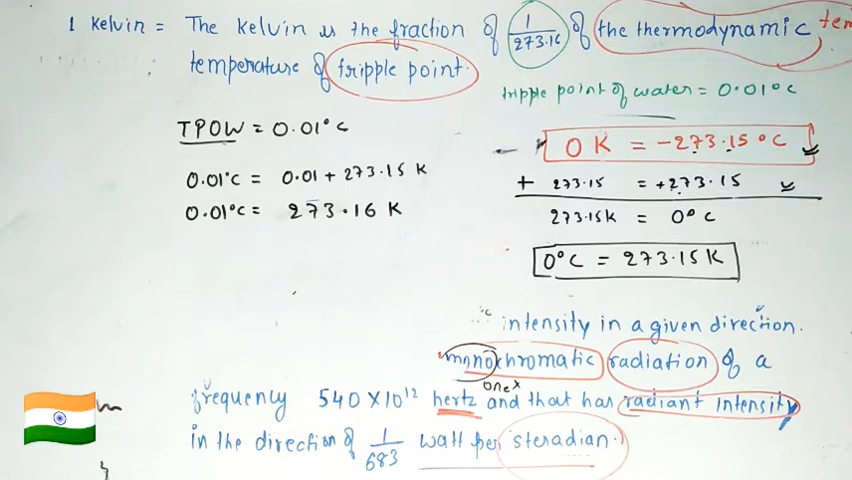 1 Kelvin = The Kelvin is the fraction of 1/273.16 of the thermodynamic tem
temperature of tripple point.
tripple point of water = 0.01°C
TPOW = 0.01°C
0.01°C = 0.01 + 273.15 K
0.01°C = 273.16 K
0 K = -273.15°C
+ 273.15 = +273.15
273.15K = 0°C
0°C = 273.15K
intensity in a given direction.
monochromatic radiation of a
one
frequency 540 X 10¹² hertz and that has radiant intensity
in the direction of 1/683 watt per steradian.